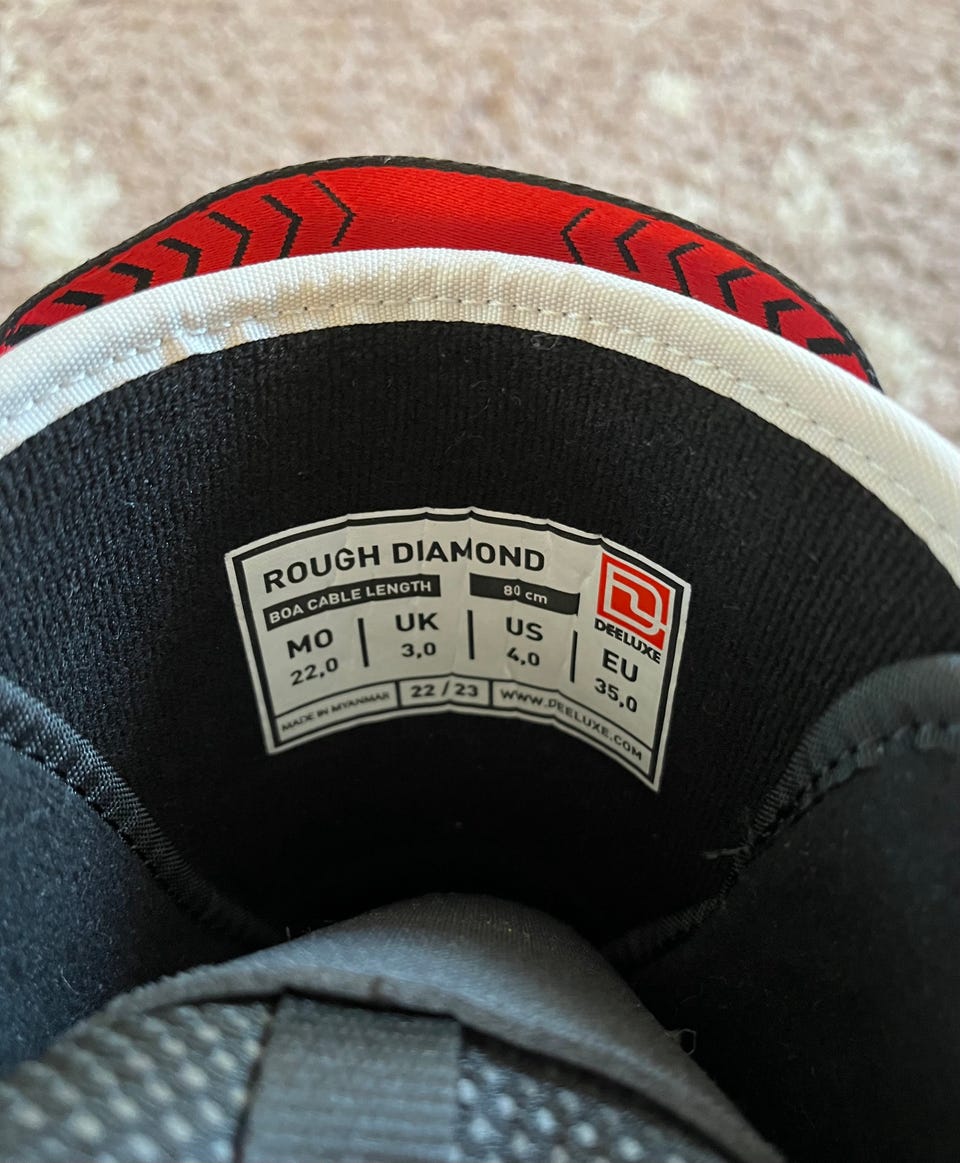 ROUGH DIAMOND
BOA CABLE LENGTH 80 cm
DEELUXE
MO UK US EU
22,0 3,0 4,0 35,0
MADE IN MYANMAR 22 / 23 WWW.DEELUXE.COM